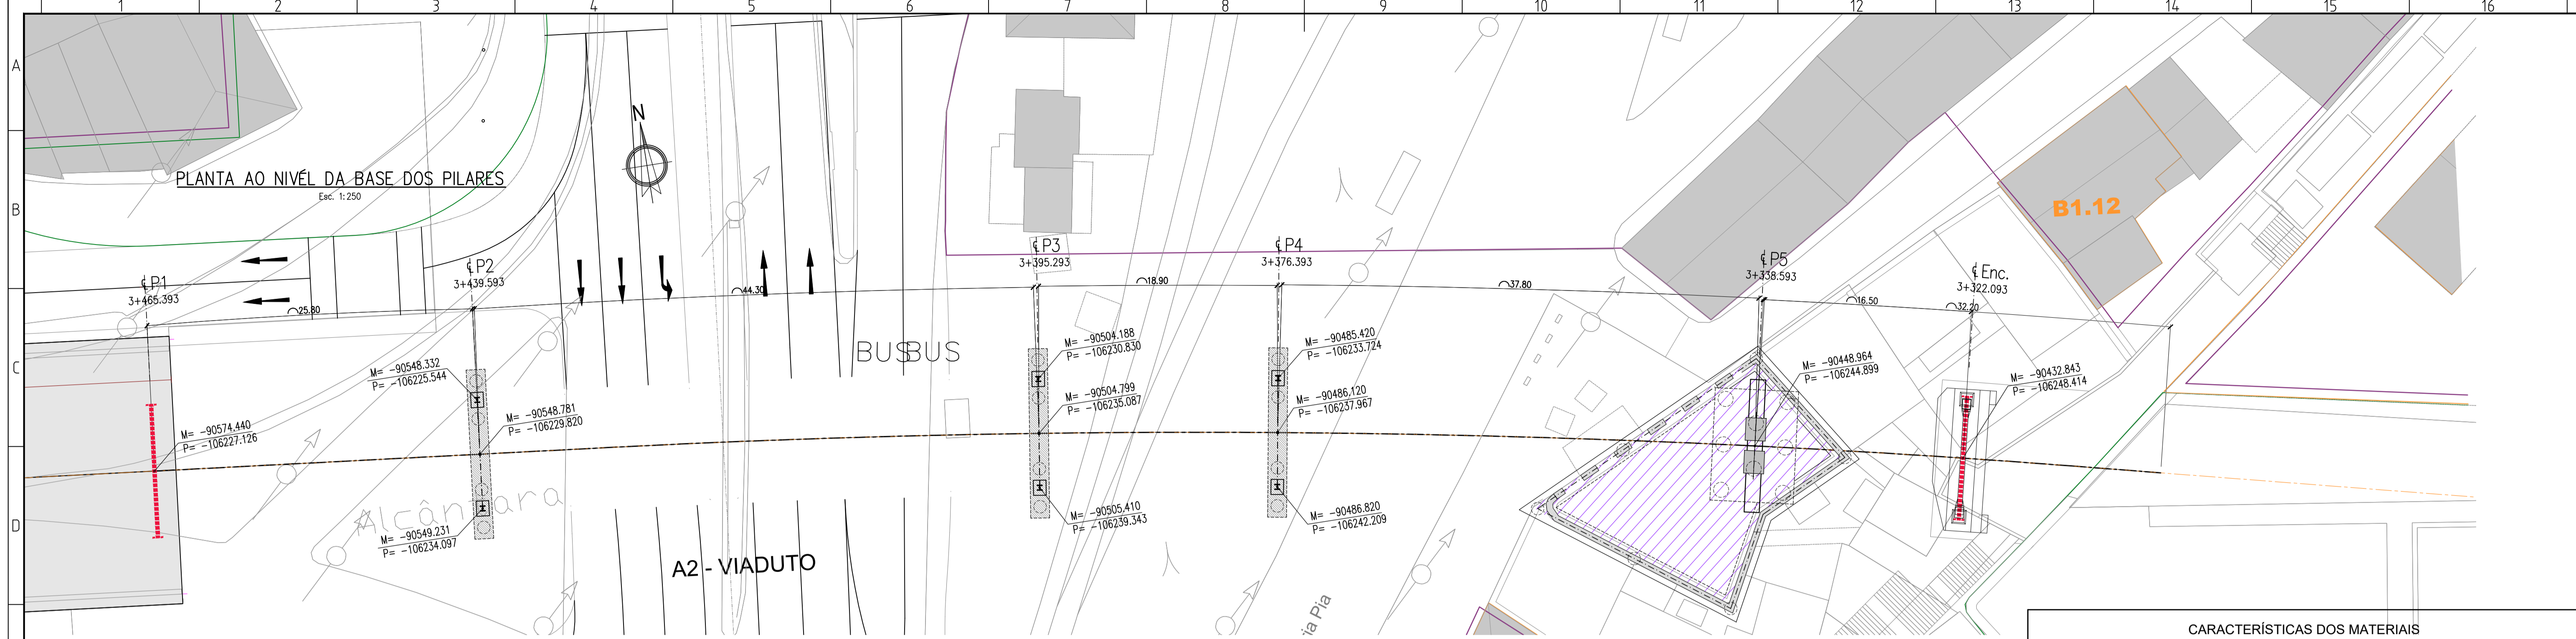 1 2 3 4 5 6 7 8 9 10 11 12 13 14 15 16
A
B
C
D
N
PLANTA AO NIVÉL DA BASE DOS PILARES
Esc. 1:250
B1.12
P1
3+465.393
P2
3+439.593
P3
3+395.293
P4
3+376.393
P5
3+338.593
Enc.
3+322.093
25.80
44.30
18.90
37.80
16.50
32.20
BUS BUS
M= -90574.440
P= -106227.126
M= -90548.332
P= -106225.544
M= -90548.781
P= -106229.820
M= -90549.231
P= -106234.097
M= -90504.188
P= -106230.830
M= -90504.799
P= -106235.087
M= -90505.410
P= -106239.343
M= -90485.420
P= -106233.724
M= -90486.120
P= -106237.967
M= -90486.820
P= -106242.209
M= -90448.964
P= -106244.899
M= -90432.843
P= -106248.414
Alcântara
A2 - VIADUTO
ria Pia
CARACTERÍSTICAS DOS MATERIAIS